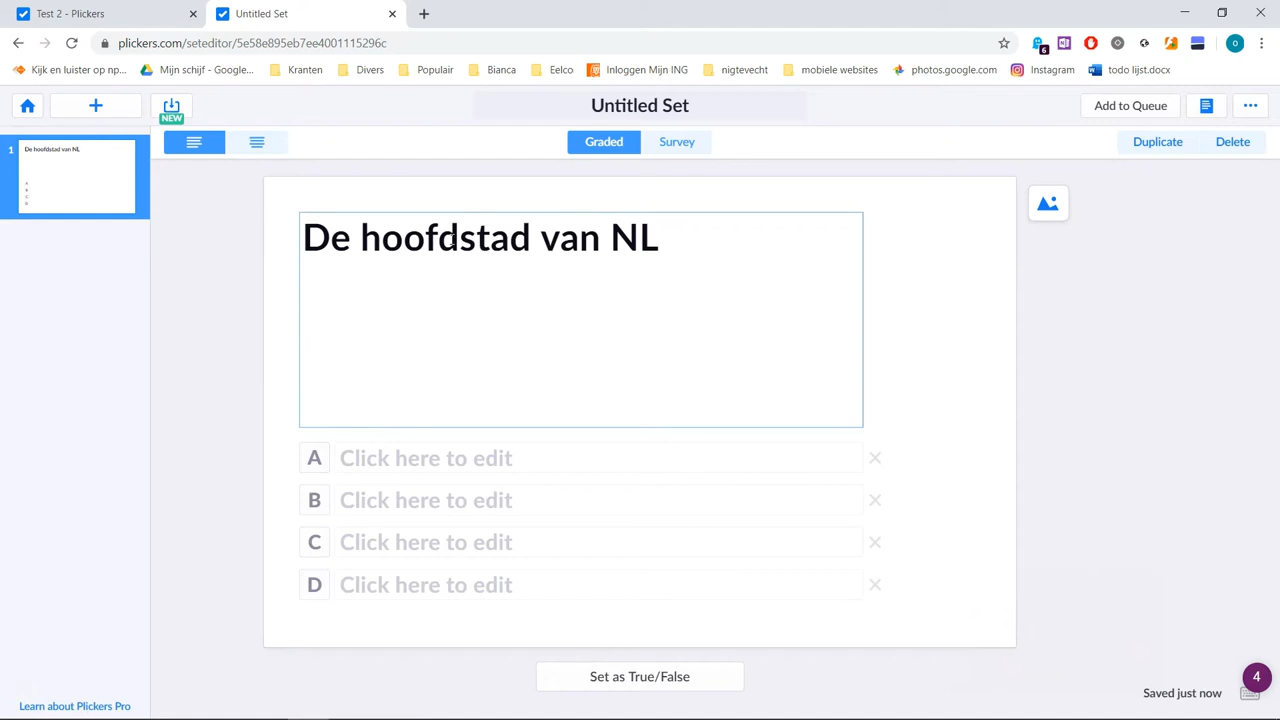 Test 2 - Plickers
Untitled Set
plickers.com/seteditor/5e58e895eb7ee4001115296c
6
Kijk en luister op np...
Mijn schijf - Google...
Kranten
Divers
Populair
Bianca
Eelco
Inloggen Mijn ING
nigtevecht
mobiele websites
photos.google.com
Instagram
todo lijst.docx
NEW
Untitled Set
Add to Queue
Graded
Survey
Duplicate
Delete
1
De hoofdstad van NL
A
B
C
D
De hoofdstad van NL
A Click here to edit
B Click here to edit
C Click here to edit
D Click here to edit
Set as True/False
Learn about Plickers Pro
Saved just now
4